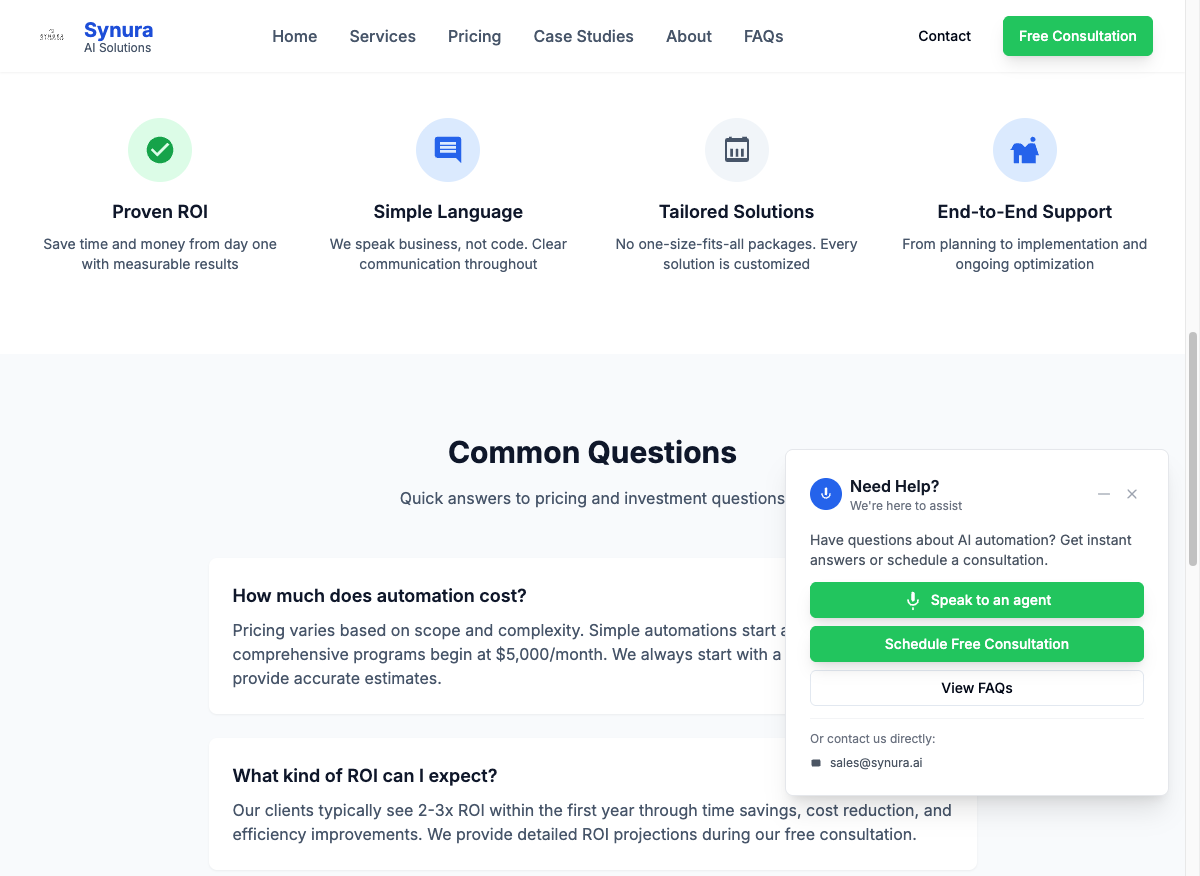 Synura
AI Solutions
Home
Services
Pricing
Case Studies
About
FAQs
Contact
Free Consultation
Proven ROI
Save time and money from day one
with measurable results
Simple Language
We speak business, not code. Clear
communication throughout
Tailored Solutions
No one-size-fits-all packages. Every
solution is customized
End-to-End Support
From planning to implementation and
ongoing optimization
Common Questions
Quick answers to pricing and investment questions
How much does automation cost?
Pricing varies based on scope and complexity. Simple automations start
comprehensive programs begin at $5,000/month. We always start with a
provide accurate estimates.
What kind of ROI can I expect?
Our clients typically see 2-3x ROI within the first year through time savings, cost reduction, and
efficiency improvements. We provide detailed ROI projections during our free consultation.
Need Help?
We're here to assist
Have questions about AI automation? Get instant
answers or schedule a consultation.
Speak to an agent
Schedule Free Consultation
View FAQs
Or contact us directly:
sales@synura.ai